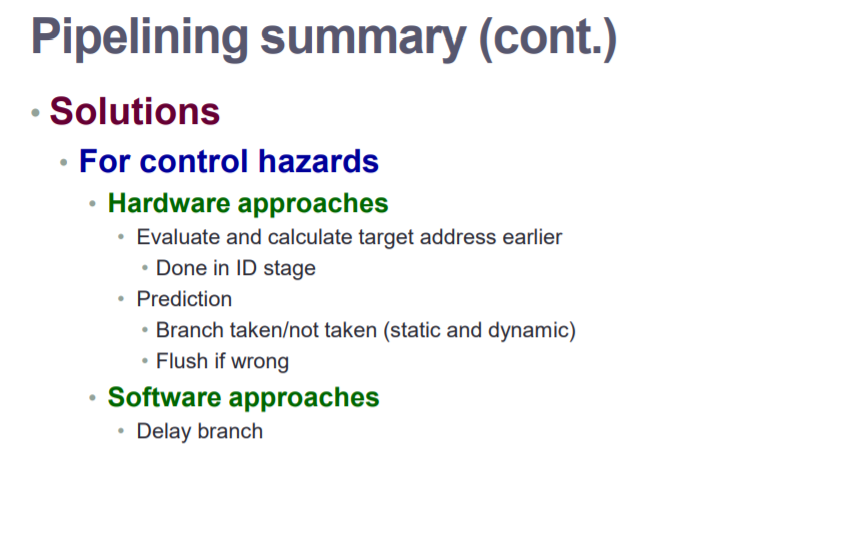 Pipelining summary (cont.)
• Solutions
• For control hazards
• Hardware approaches
• Evaluate and calculate target address earlier
• Done in ID stage
• Prediction
• Branch taken/not taken (static and dynamic)
• Flush if wrong
• Software approaches
• Delay branch